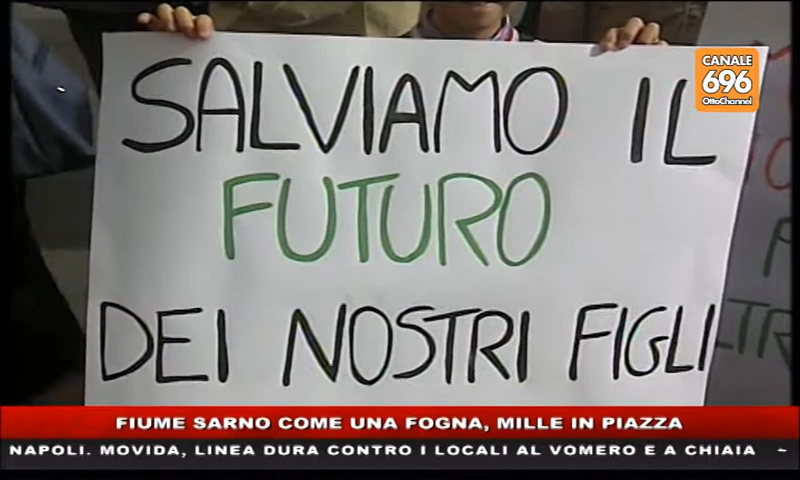 SALVIAMO IL
FUTURO
DEI NOSTRI FIGLI
CANALE
696
OttoChannel
FIUME SARNO COME UNA FOGNA, MILLE IN PIAZZA
NAPOLI. MOVIDA, LINEA DURA CONTRO I LOCALI AL VOMERO E A CHIAIA ~